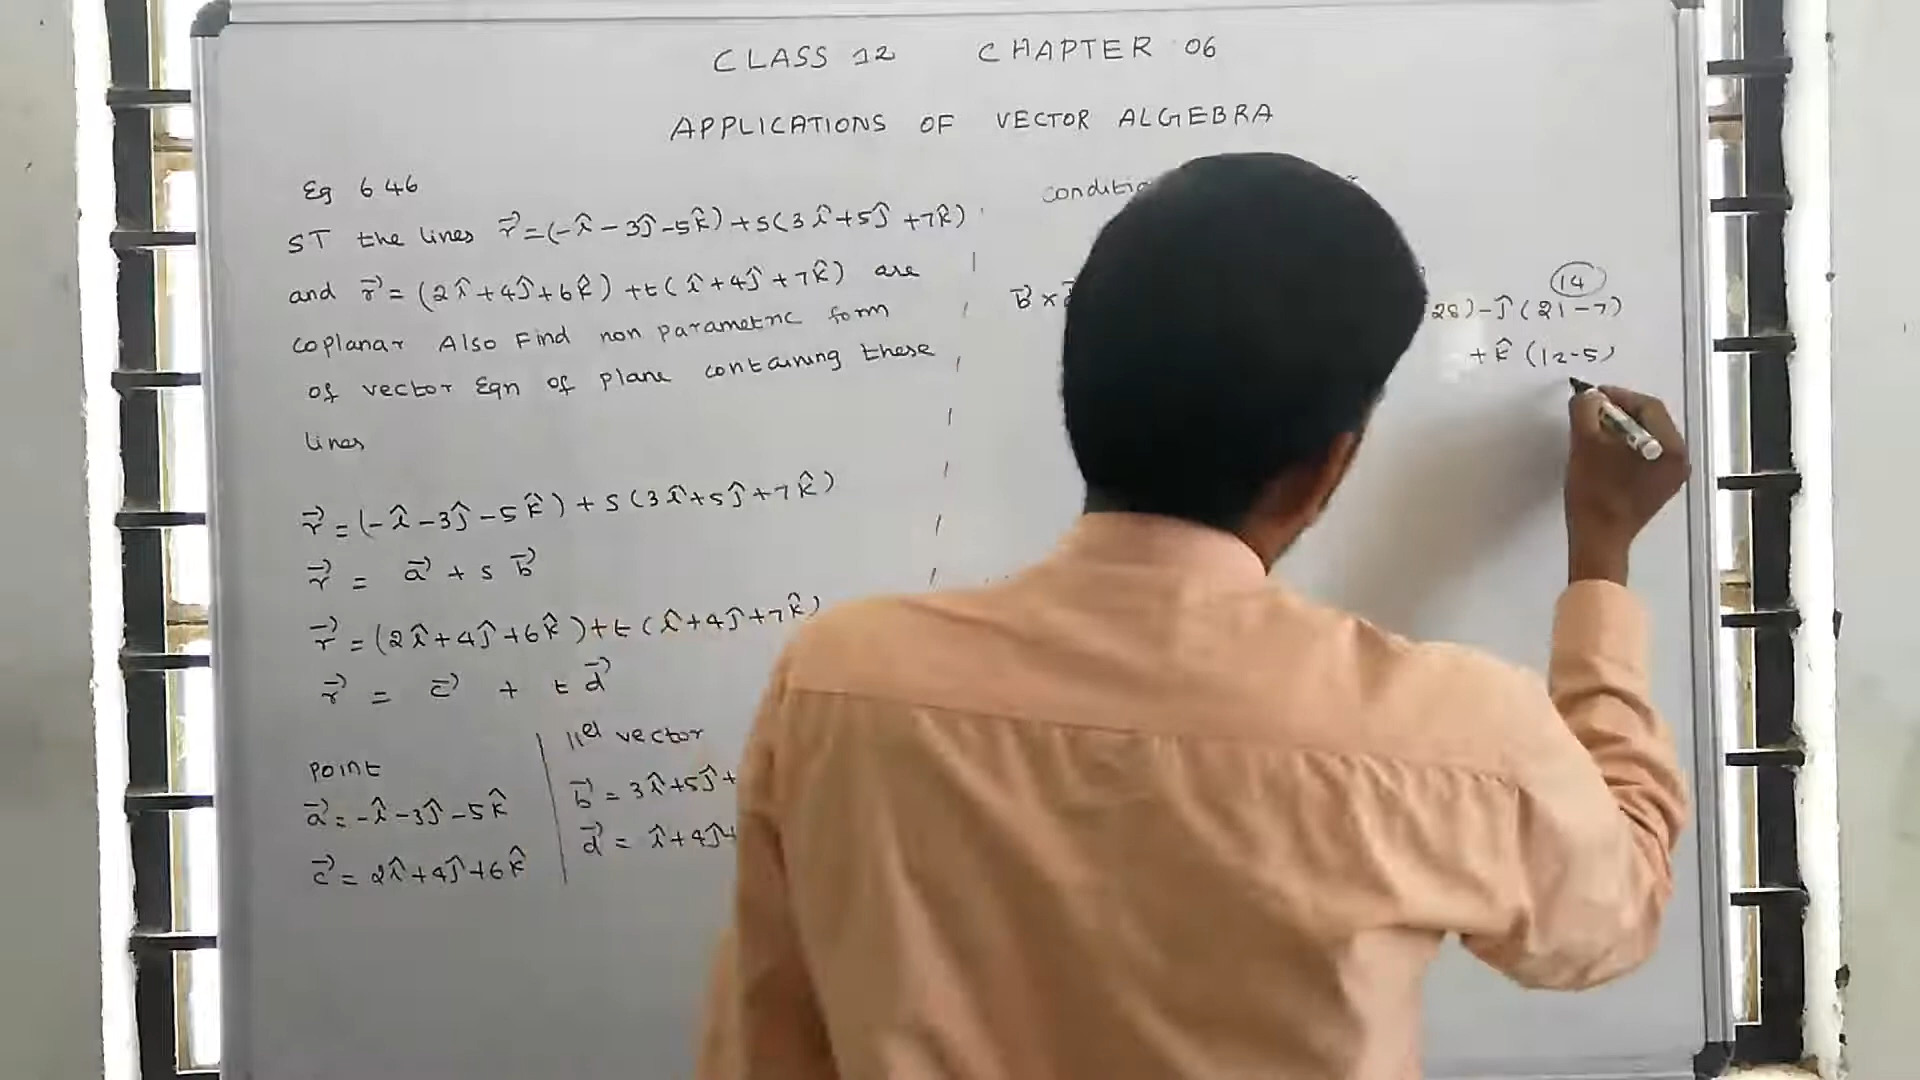 CLASS 12 CHAPTER 06
APPLICATIONS OF VECTOR ALGEBRA
Eg 6 46
ST the lines r⃗ = (-î - 3ĵ - 5k̂) + s(3î + 5ĵ + 7k̂)
and r⃗ = (2î + 4ĵ + 6k̂) + t(î + 4ĵ + 7k̂) are
coplanar Also Find non parametric form
of vector Eqn of plane containing these
lines
r⃗ = (-î - 3ĵ - 5k̂) + s(3î + 5ĵ + 7k̂)
r⃗ = a⃗ + s b⃗
r⃗ = (2î + 4ĵ + 6k̂) + t(î + 4ĵ + 7k̂)
r⃗ = c⃗ + t d⃗
Point
a⃗ = -î - 3ĵ - 5k̂
c⃗ = 2î + 4ĵ + 6k̂
llel vector
b⃗ = 3î + 5ĵ +
d⃗ = î + 4ĵ +
b⃗ ×
14
28) - ĵ(21 - 7)
+ k̂(12 - 5)